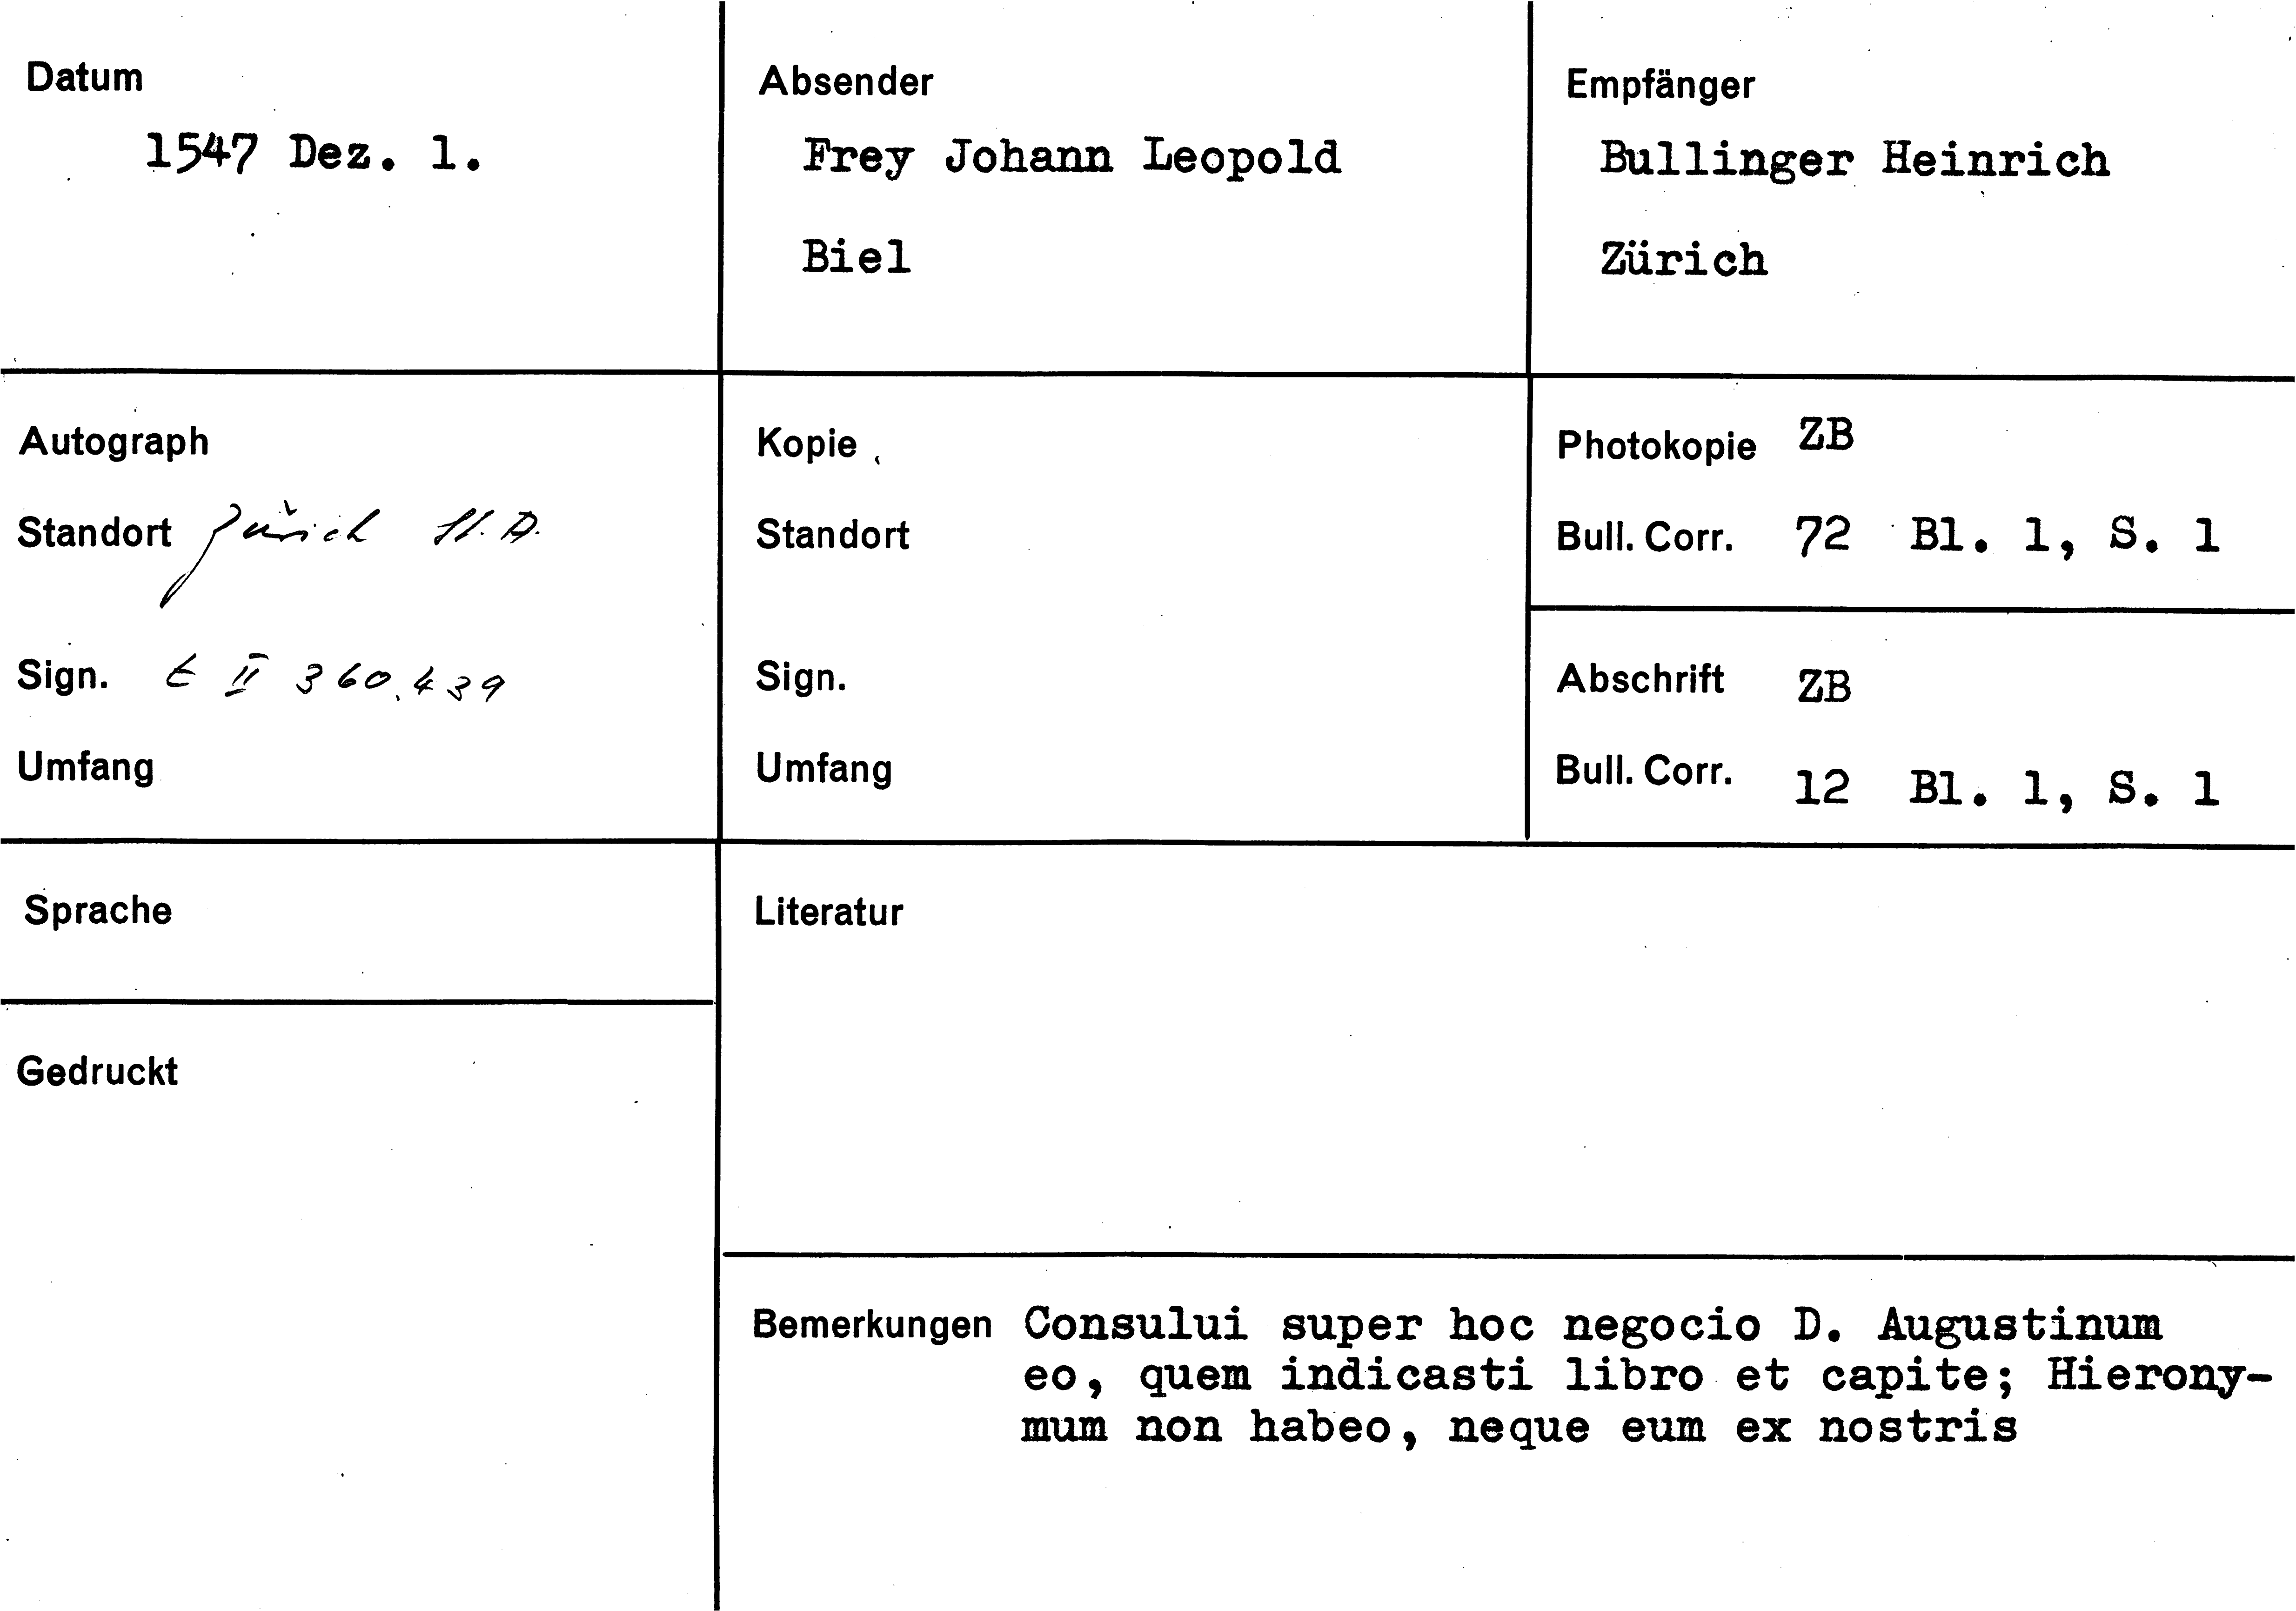 Datum
1547 Dez. 1.
Absender
Frey Johann Leopold
Biel
Empfänger
Bullinger Heinrich
Zürich
Autograph
Standort Zürich St. A.
Sign. E II 360.439
Umfang
Kopie
Standort
Sign.
Umfang
Photokopie ZB
Bull. Corr. 72 Bl. 1, S. 1
Abschrift ZB
Bull. Corr. 12 Bl. 1, S. 1
Sprache
Gedruckt
Literatur
Bemerkungen Consului super hoc negocio D. Augustinum
eo, quem indicasti libro et capite; Hierony-
mum non habeo, neque eum ex nostris